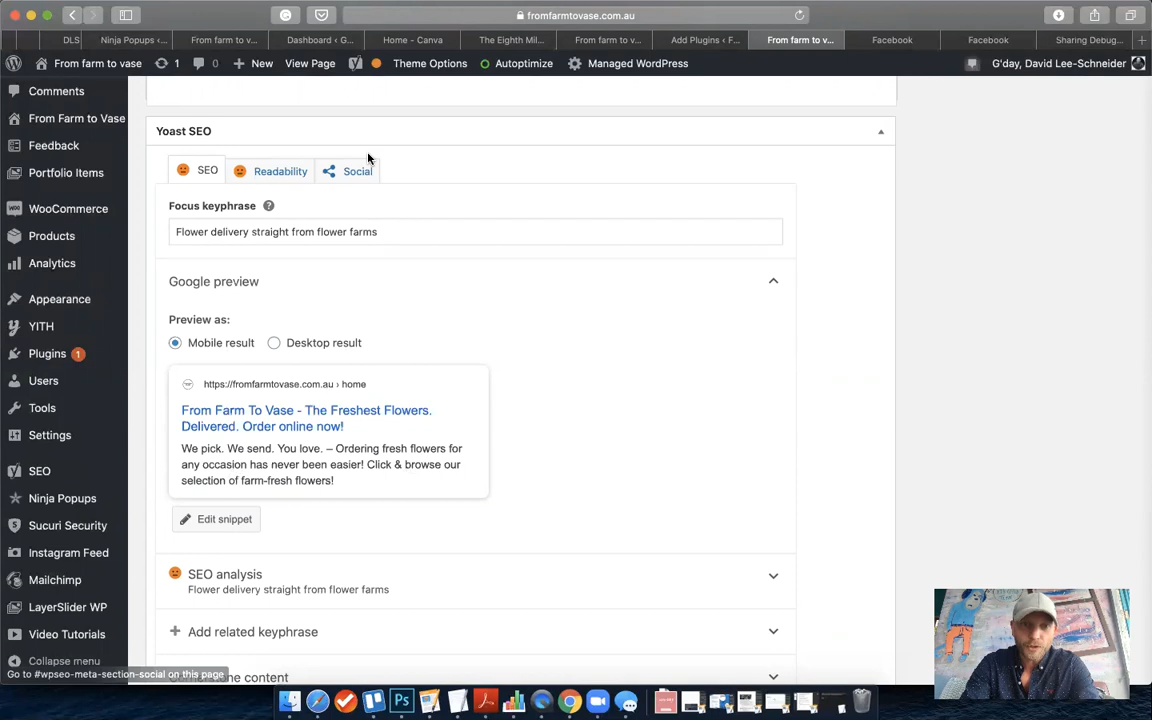 fromfarmtovase.com.au
DLS
Ninja Popups ‹...
From farm to v...
Dashboard ‹ G...
Home - Canva
The Eighth Mil...
From farm to v...
Add Plugins ‹ F...
From farm to v...
Facebook
Facebook
Sharing Debug...
From farm to vase
1
0
New
View Page
Theme Options
Autoptimize
Managed WordPress
G'day, David Lee-Schneider
Comments
From Farm to Vase
Feedback
Portfolio Items
WooCommerce
Products
Analytics
Appearance
YITH
Plugins 1
Users
Tools
Settings
SEO
Ninja Popups
Sucuri Security
Instagram Feed
Mailchimp
LayerSlider WP
Video Tutorials
Collapse menu
Go to #wpseo-meta-section-social on this page
Yoast SEO
SEO
Readability
Social
Focus keyphrase
Flower delivery straight from flower farms
Google preview
Preview as:
Mobile result
Desktop result
https://fromfarmtovase.com.au › home
From Farm To Vase - The Freshest Flowers.
Delivered. Order online now!
We pick. We send. You love. – Ordering fresh flowers for
any occasion has never been easier! Click & browse our
selection of farm-fresh flowers!
Edit snippet
SEO analysis
Flower delivery straight from flower farms
Add related keyphrase
content